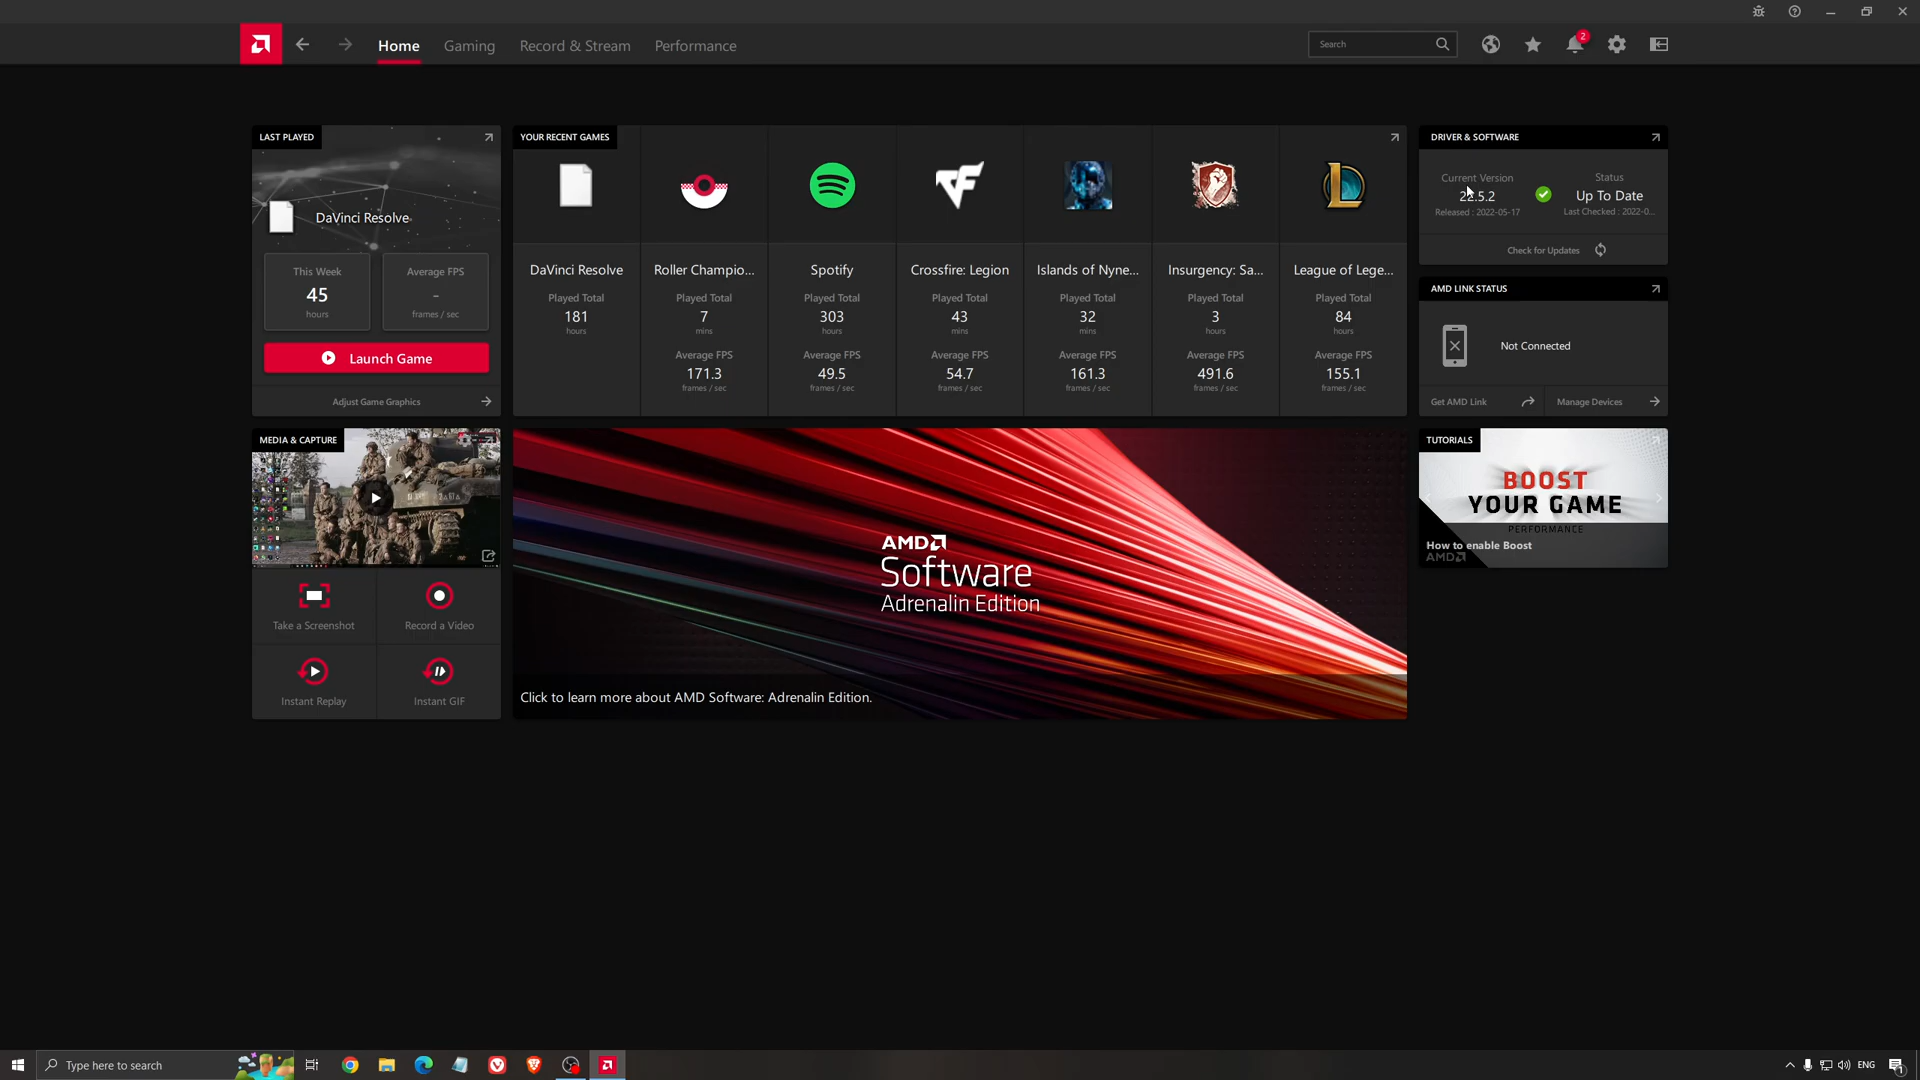 Home
Gaming
Record & Stream
Performance
Search
2
LAST PLAYED
DaVinci Resolve
This Week
45
hours
Average FPS
–
frames / sec
Launch Game
Adjust Game Graphics
YOUR RECENT GAMES
DaVinci Resolve
Played Total
181
hours
Roller Champio...
Played Total
7
mins
Average FPS
171.3
frames / sec
Spotify
Played Total
303
hours
Average FPS
49.5
frames / sec
Crossfire: Legion
Played Total
43
mins
Average FPS
54.7
frames / sec
Islands of Nyne...
Played Total
32
mins
Average FPS
161.3
frames / sec
Insurgency: Sa...
Played Total
3
hours
Average FPS
491.6
frames / sec
League of Lege...
Played Total
84
hours
Average FPS
155.1
frames / sec
DRIVER & SOFTWARE
Current Version
22.5.2
Released : 2022-05-17
Status
Up To Date
Last Checked : 2022-0...
Check for Updates
AMD LINK STATUS
Not Connected
Get AMD Link
Manage Devices
MEDIA & CAPTURE
Take a Screenshot
Record a Video
Instant Replay
Instant GIF
AMD
Software
Adrenalin Edition
Click to learn more about AMD Software: Adrenalin Edition.
TUTORIALS
BOOST
YOUR GAME
PERFORMANCE
How to enable Boost
AMD
Type here to search
ENG
1